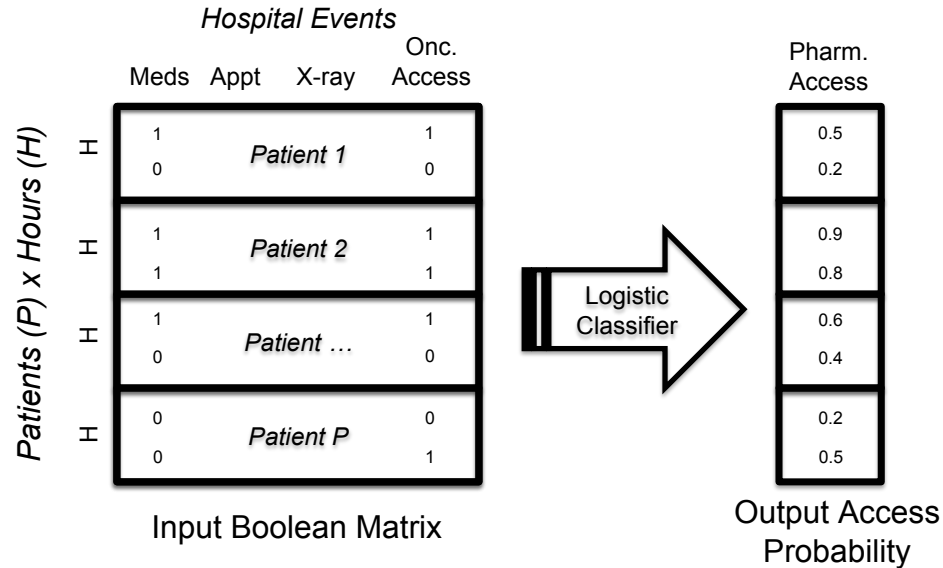 Hospital Events
Onc.
Meds Appt X-ray Access
Pharm.
Access
Patients (P) x Hours (H)
H
1 1
Patient 1
0 0
0.5
0.2
H
1 1
Patient 2
1 1
0.9
0.8
H
1 1
Patient …
0 0
0.6
0.4
H
0 0
Patient P
0 1
0.2
0.5
Logistic
Classifier
Input Boolean Matrix
Output Access
Probability